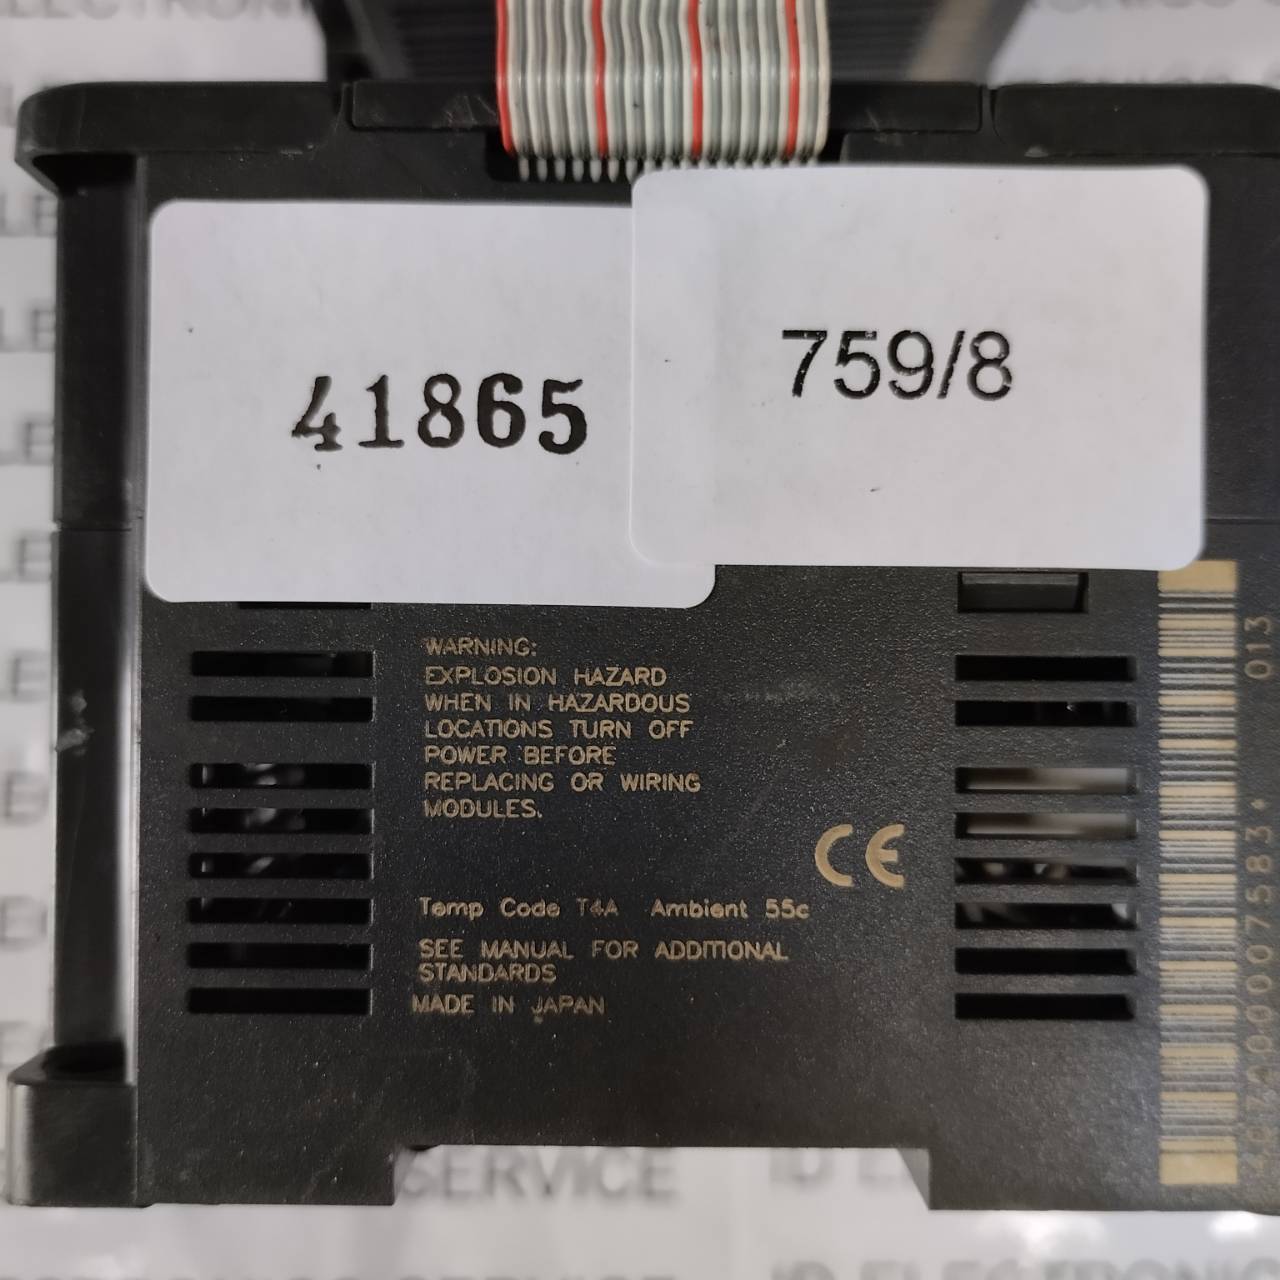 41865
759/8
WARNING:
EXPLOSION HAZARD
WHEN IN HAZARDOUS
LOCATIONS TURN OFF
POWER BEFORE
REPLACING OR WIRING
MODULES.
CE
Temp Code T4A Ambient 55c
SEE MANUAL FOR ADDITIONAL
STANDARDS
MADE IN JAPAN
013
SERVICE